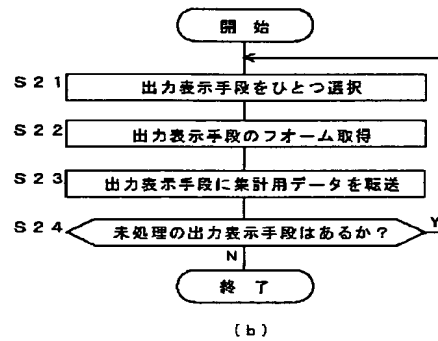 開 始
S21 出力表示手段をひとつ選択
S22 出力表示手段のフオーム取得
S23 出力表示手段に集計用データを転送
S24 未処理の出力表示手段はあるか? Y
N
終 了
(b)